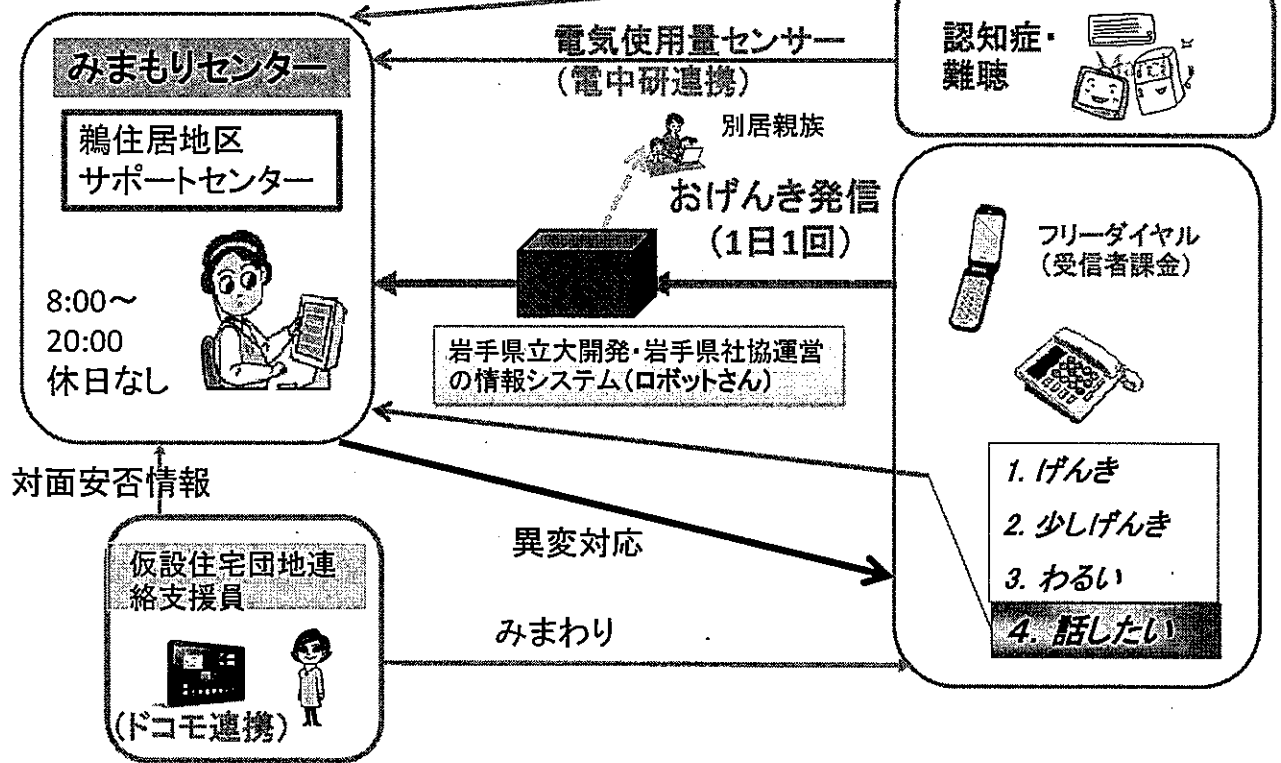 みまもりセンター
鵜住居地区
サポートセンター
8:00～
20:00
休日なし
電気使用量センサー
(電中研連携)
認知症・
難聴
別居親族
おげんき発信
(1日1回)
岩手県立大開発・岩手県社協運営
の情報システム(ロボットさん)
フリーダイヤル
(受信者課金)
1. げんき
2. 少しげんき
3. わるい
4. 話したい
対面安否情報
異変対応
みまわり
仮設住宅団地連
絡支援員
(ドコモ連携)